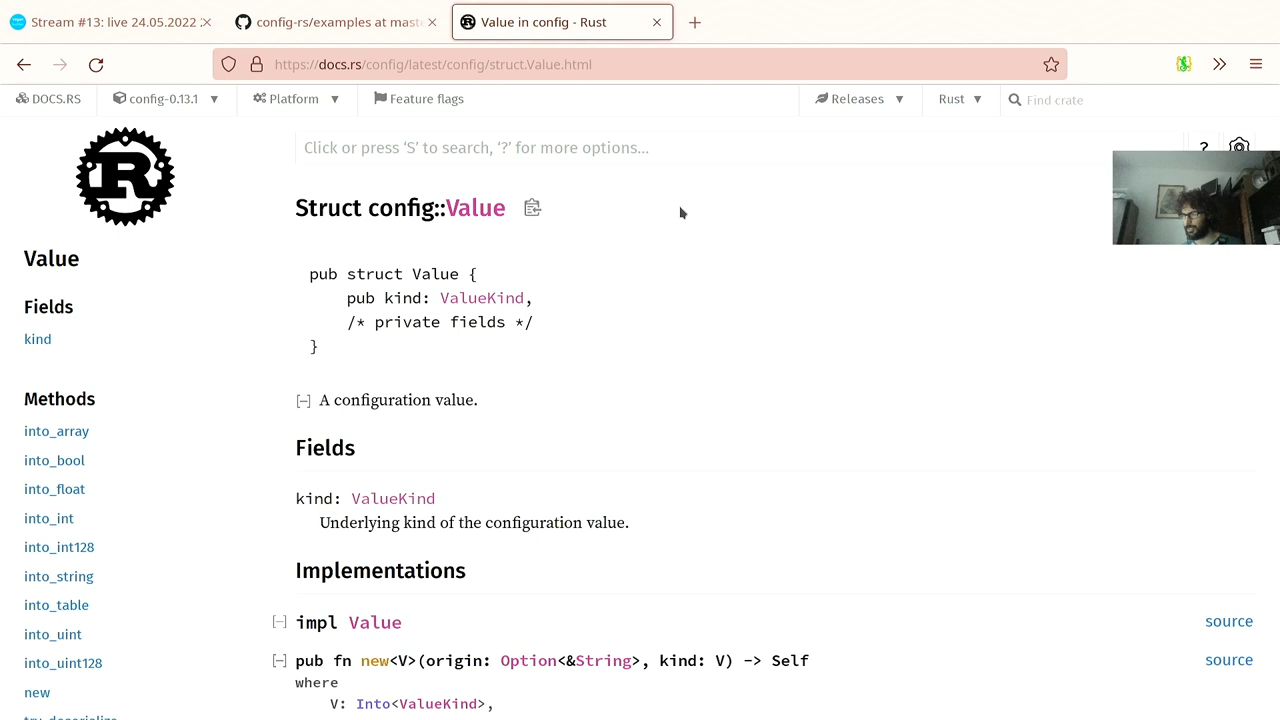 Stream #13: live 24.05.2022
config-rs/examples at mast
Value in config - Rust
https://docs.rs/config/latest/config/struct.Value.html
DOCS.RS
config-0.13.1
Platform
Feature flags
Releases
Rust
Find crate
Click or press ‘S’ to search, ‘?’ for more options…
?
Struct config::Value
Value
pub struct Value {
pub kind: ValueKind,
/* private fields */
}
Fields
kind
[−] A configuration value.
Methods
Fields
into_array
into_bool
into_float
kind: ValueKind
into_int
Underlying kind of the configuration value.
into_int128
into_string
Implementations
into_table
[−] impl Value
source
into_uint
into_uint128
[−] pub fn new<V>(origin: Option<&String>, kind: V) -> Self
source
where
new
V: Into<ValueKind>,